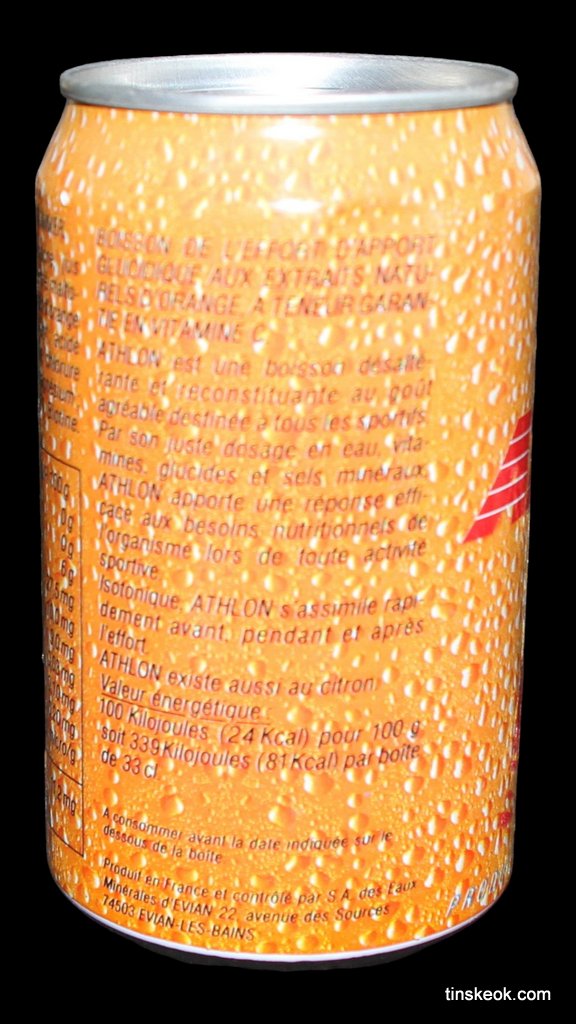 BOISSON DE L'EFFORT D'APPORT
GLUCIDIQUE AUX EXTRAITS NATU-
RELS D'ORANGE, A TENEUR GARAN-
TIE EN VITAMINE C
ATHLON est une boisson désalté-
rante et reconstituante au goût
agréable destinée à tous les sportifs
Par son juste dosage en eau, vita-
mines, glucides et sels minéraux,
ATHLON apporte une réponse effi-
cace aux besoins nutritionnels de
l'organisme lors de toute activité
sportive.
Isotonique, ATHLON s'assimile rapi-
dement avant, pendant et après
l'effort.
ATHLON existe aussi au citron.
Valeur énergétique:
100 Kilojoules (24 Kcal) pour 100 g
soit 339 Kilojoules (81 Kcal) par boîte
de 33 cl.
A consommer avant la date indiquée sur le
dessous de la boîte
Produit en France et contrôlé par S.A. des Eaux
Minérales d'EVIAN 22, avenue des Sources
74503 EVIAN-LES-BAINS
tinskeok.com